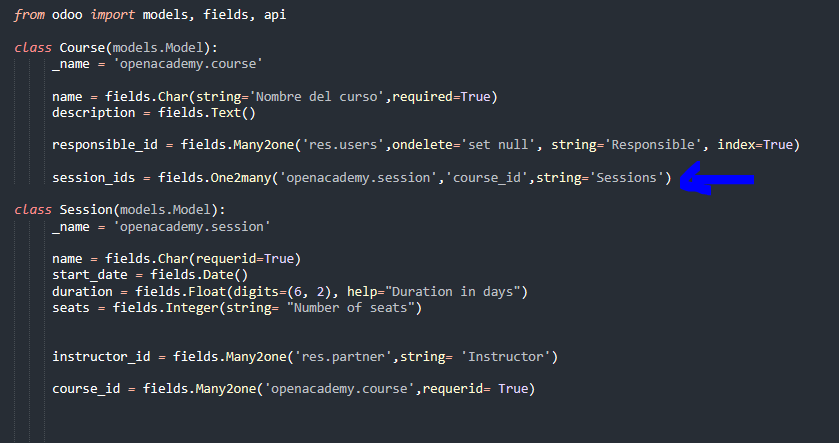 from odoo import models, fields, api
class Course(models.Model):
_name = 'openacademy.course'
name = fields.Char(string='Nombre del curso',required=True)
description = fields.Text()
responsible_id = fields.Many2one('res.users',ondelete='set null', string='Responsible', index=True)
session_ids = fields.One2many('openacademy.session','course_id',string='Sessions')
class Session(models.Model):
_name = 'openacademy.session'
name = fields.Char(requerid=True)
start_date = fields.Date()
duration = fields.Float(digits=(6, 2), help="Duration in days")
seats = fields.Integer(string= "Number of seats")
instructor_id = fields.Many2one('res.partner',string= 'Instructor')
course_id = fields.Many2one('openacademy.course',requerid= True)